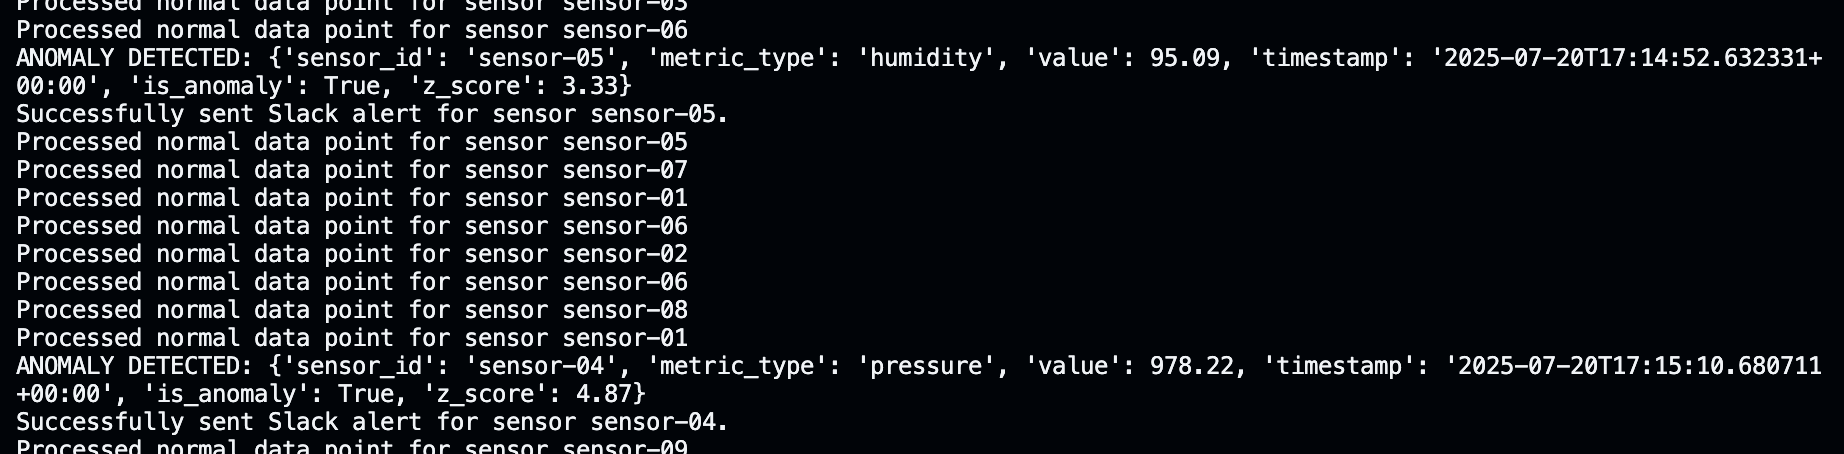 Processed normal data point for sensor sensor-03
Processed normal data point for sensor sensor-06
ANOMALY DETECTED: {'sensor_id': 'sensor-05', 'metric_type': 'humidity', 'value': 95.09, 'timestamp': '2025-07-20T17:14:52.632331+
00:00', 'is_anomaly': True, 'z_score': 3.33}
Successfully sent Slack alert for sensor sensor-05.
Processed normal data point for sensor sensor-05
Processed normal data point for sensor sensor-07
Processed normal data point for sensor sensor-01
Processed normal data point for sensor sensor-06
Processed normal data point for sensor sensor-02
Processed normal data point for sensor sensor-06
Processed normal data point for sensor sensor-08
Processed normal data point for sensor sensor-01
ANOMALY DETECTED: {'sensor_id': 'sensor-04', 'metric_type': 'pressure', 'value': 978.22, 'timestamp': '2025-07-20T17:15:10.680711
+00:00', 'is_anomaly': True, 'z_score': 4.87}
Successfully sent Slack alert for sensor sensor-04.
Processed normal data point for sensor sensor-09